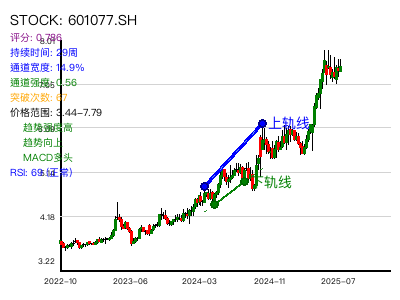 STOCK: 601077.SH
评分: 0.786
持续时间: 29周
通道宽度: 14.9%
通道强度: 0.56
突破次数: 67
价格范围: 3.44-7.79
趋势强度高
趋势向上
MACD多头
RSI: 69 (正常)
上轨线
下轨线
4.18
3.22
2022-10
2023-06
2024-03
2024-11
2025-07